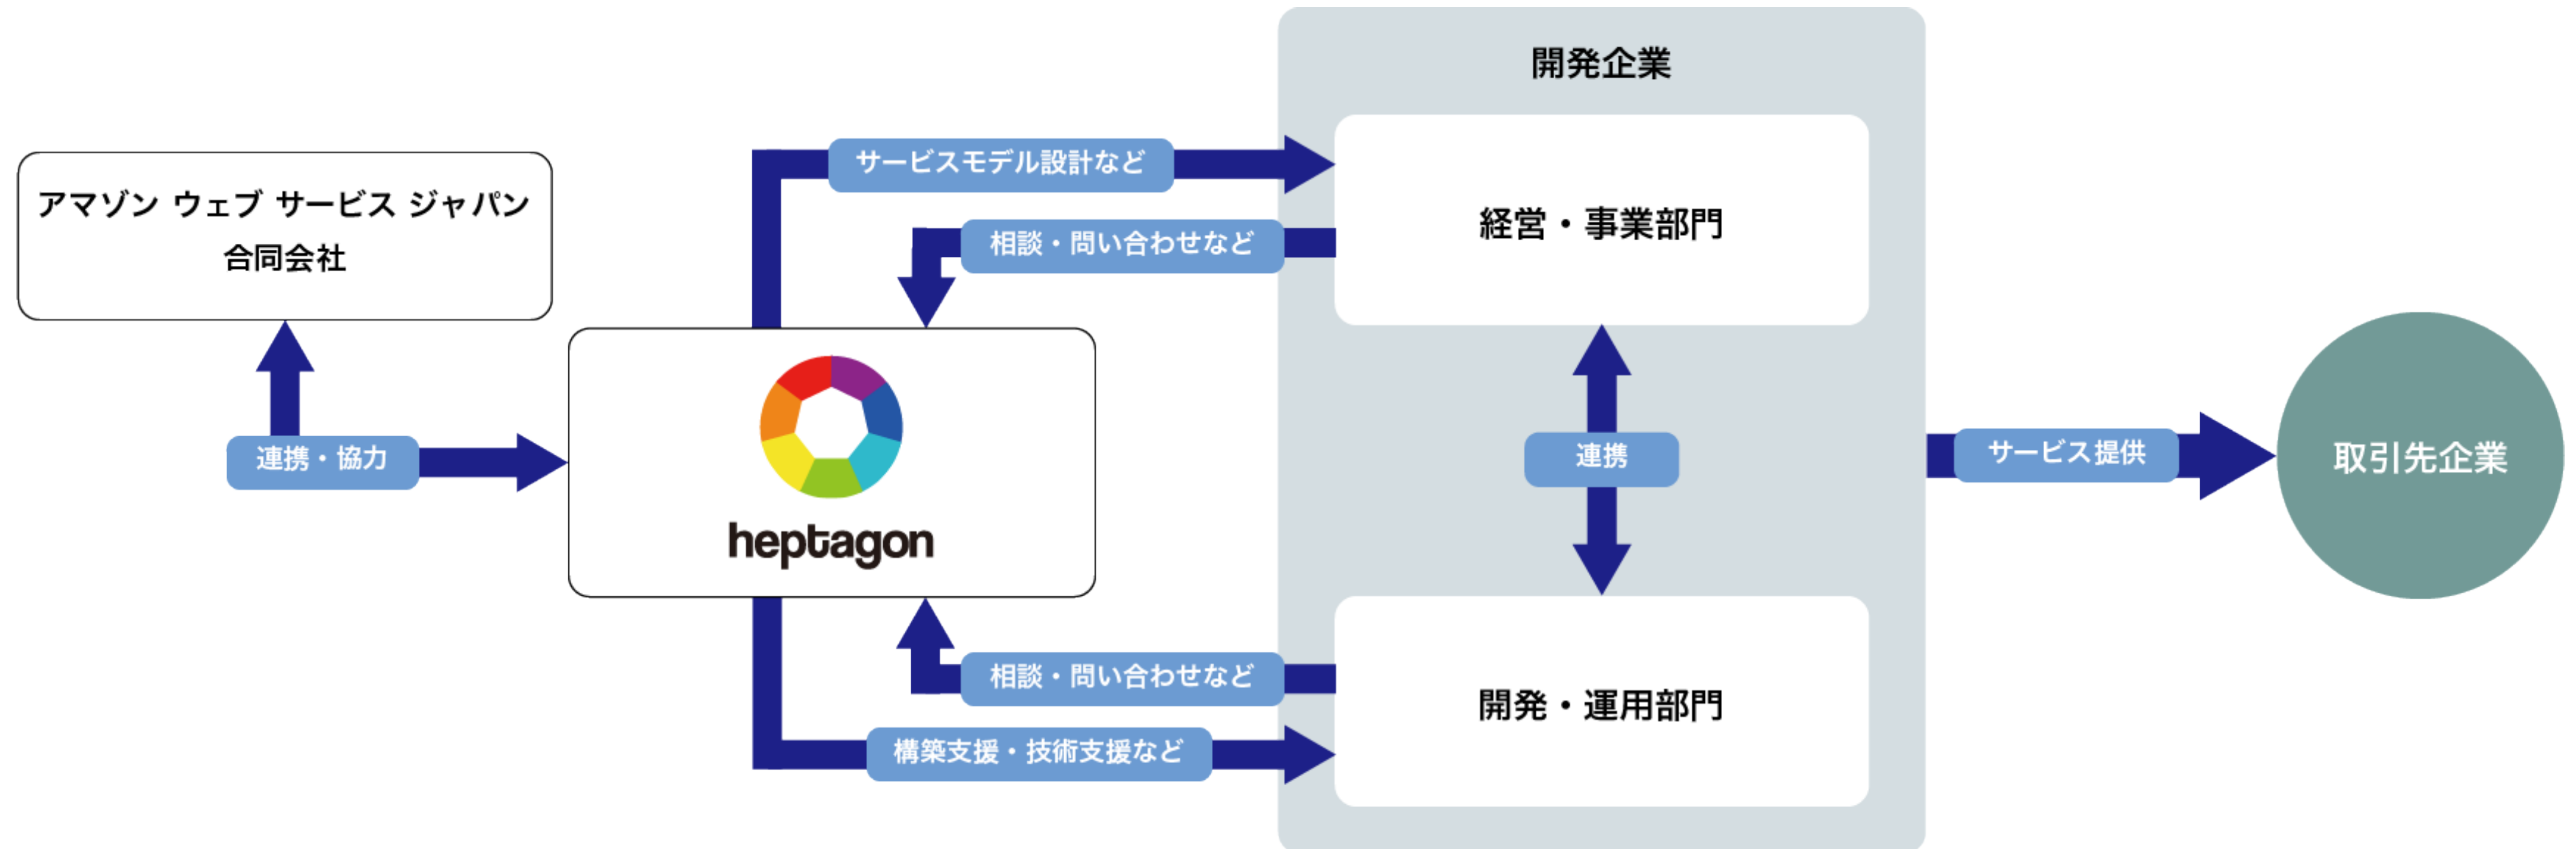 開発企業
サービスモデル設計など
アマゾン ウェブ サービス ジャパン
合同会社
相談・問い合わせなど
経営・事業部門
連携・協力
heptagon
連携
サービス提供
取引先企業
相談・問い合わせなど
開発・運用部門
構築支援・技術支援など